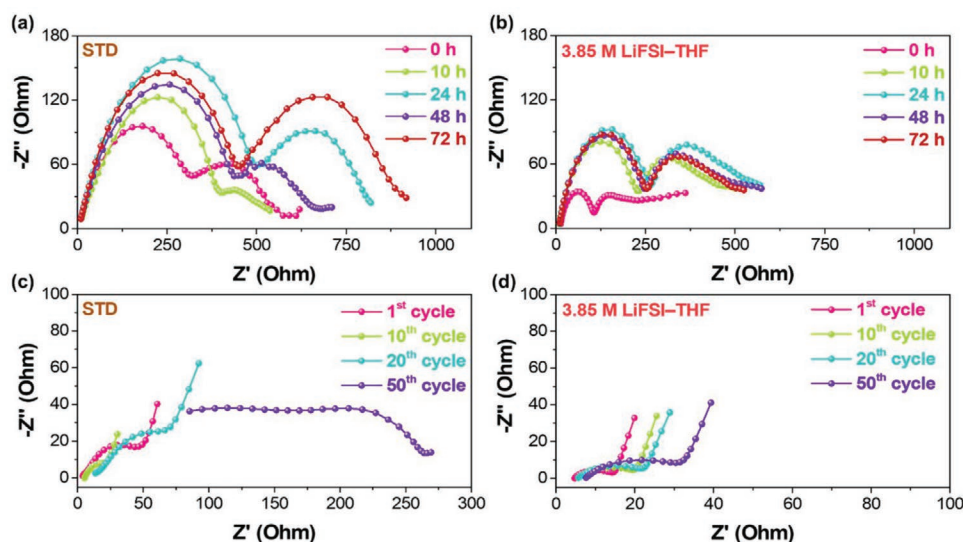 (a)
STD
0 h
10 h
24 h
48 h
72 h
180
120
60
0
-Z'' (Ohm)
0 250 500 750 1000
Z' (Ohm)
(b)
3.85 M LiFSI–THF
0 h
10 h
24 h
48 h
72 h
180
120
60
0
-Z'' (Ohm)
0 250 500 750 1000
Z' (Ohm)
(c)
STD
1st cycle
10th cycle
20th cycle
50th cycle
100
80
60
40
20
0
-Z'' (Ohm)
0 50 100 150 200 250 300
Z' (Ohm)
(d)
3.85 M LiFSI–THF
1st cycle
10th cycle
20th cycle
50th cycle
100
80
60
40
20
0
-Z'' (Ohm)
0 20 40 60 80 100
Z' (Ohm)